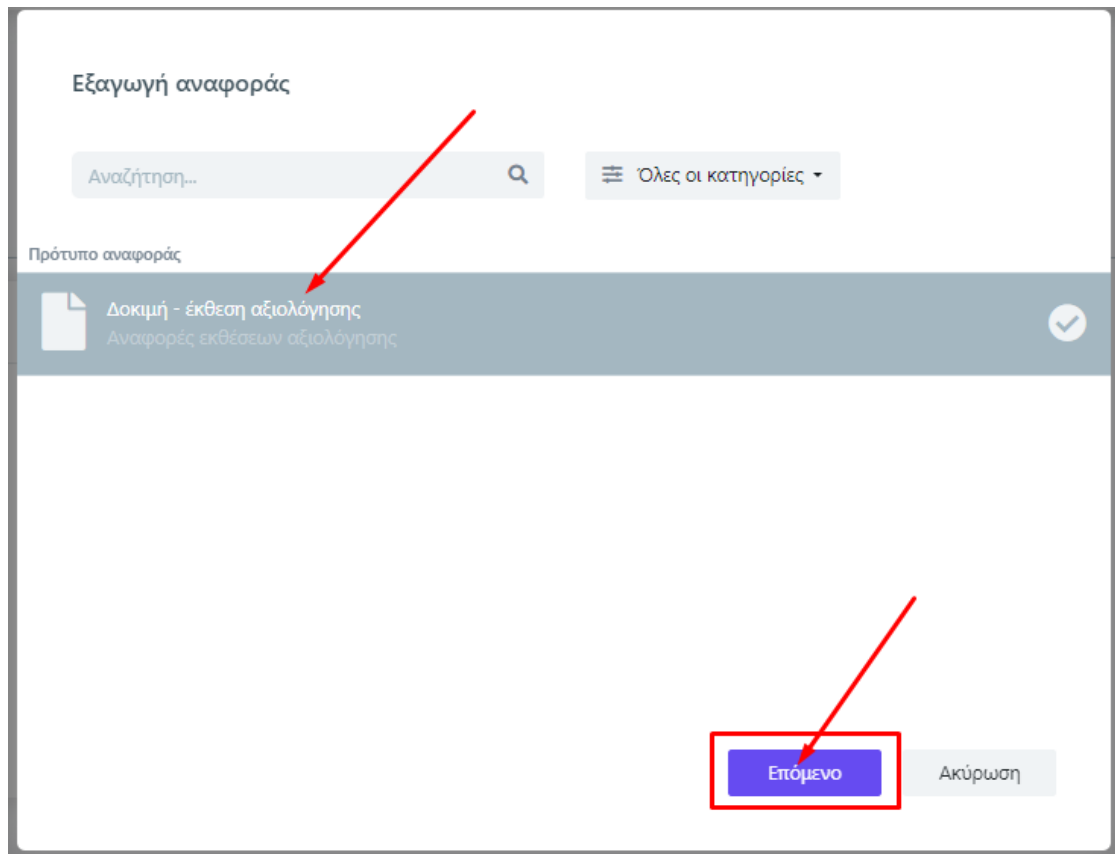 Εξαγωγή αναφοράς
Αναζήτηση...
Όλες οι κατηγορίες
Πρότυπο αναφοράς
Δοκιμή - έκθεση αξιολόγησης
Αναφορές εκθέσεων αξιολόγησης
Επόμενο
Ακύρωση